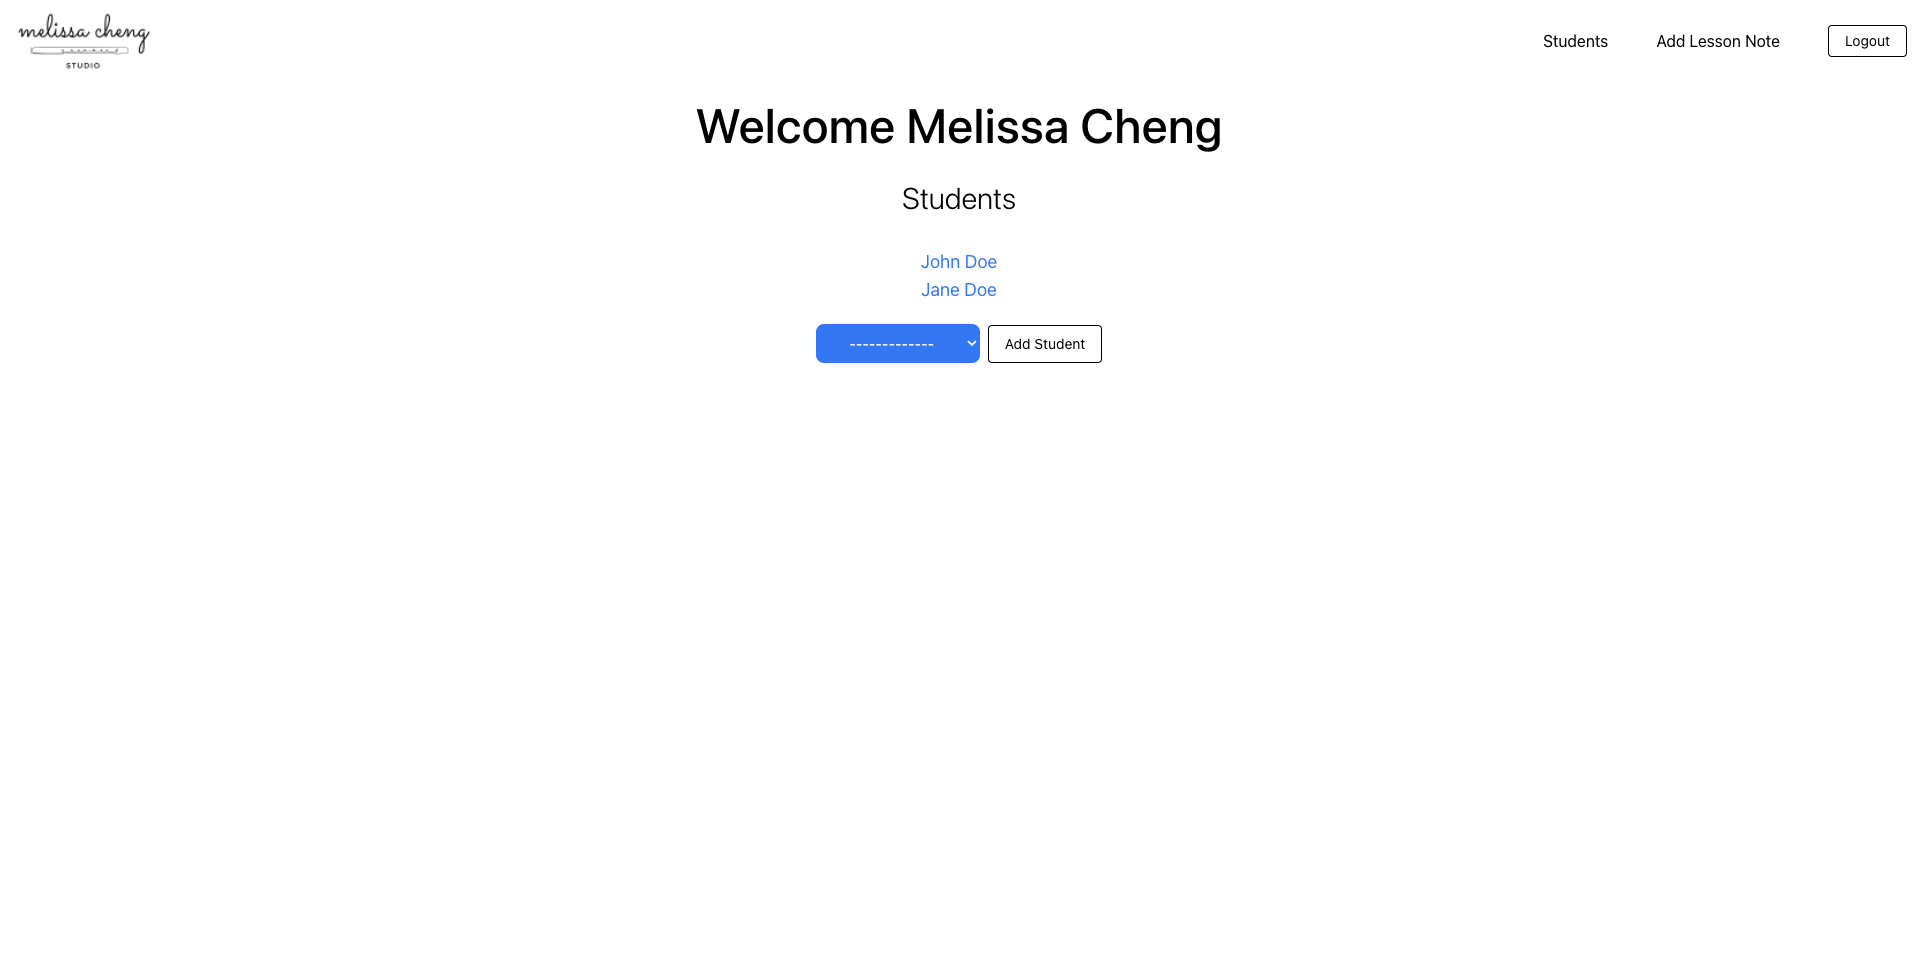 melissa cheng
STUDIO
Students
Add Lesson Note
Logout
Welcome Melissa Cheng
Students
John Doe
Jane Doe
-------------
Add Student